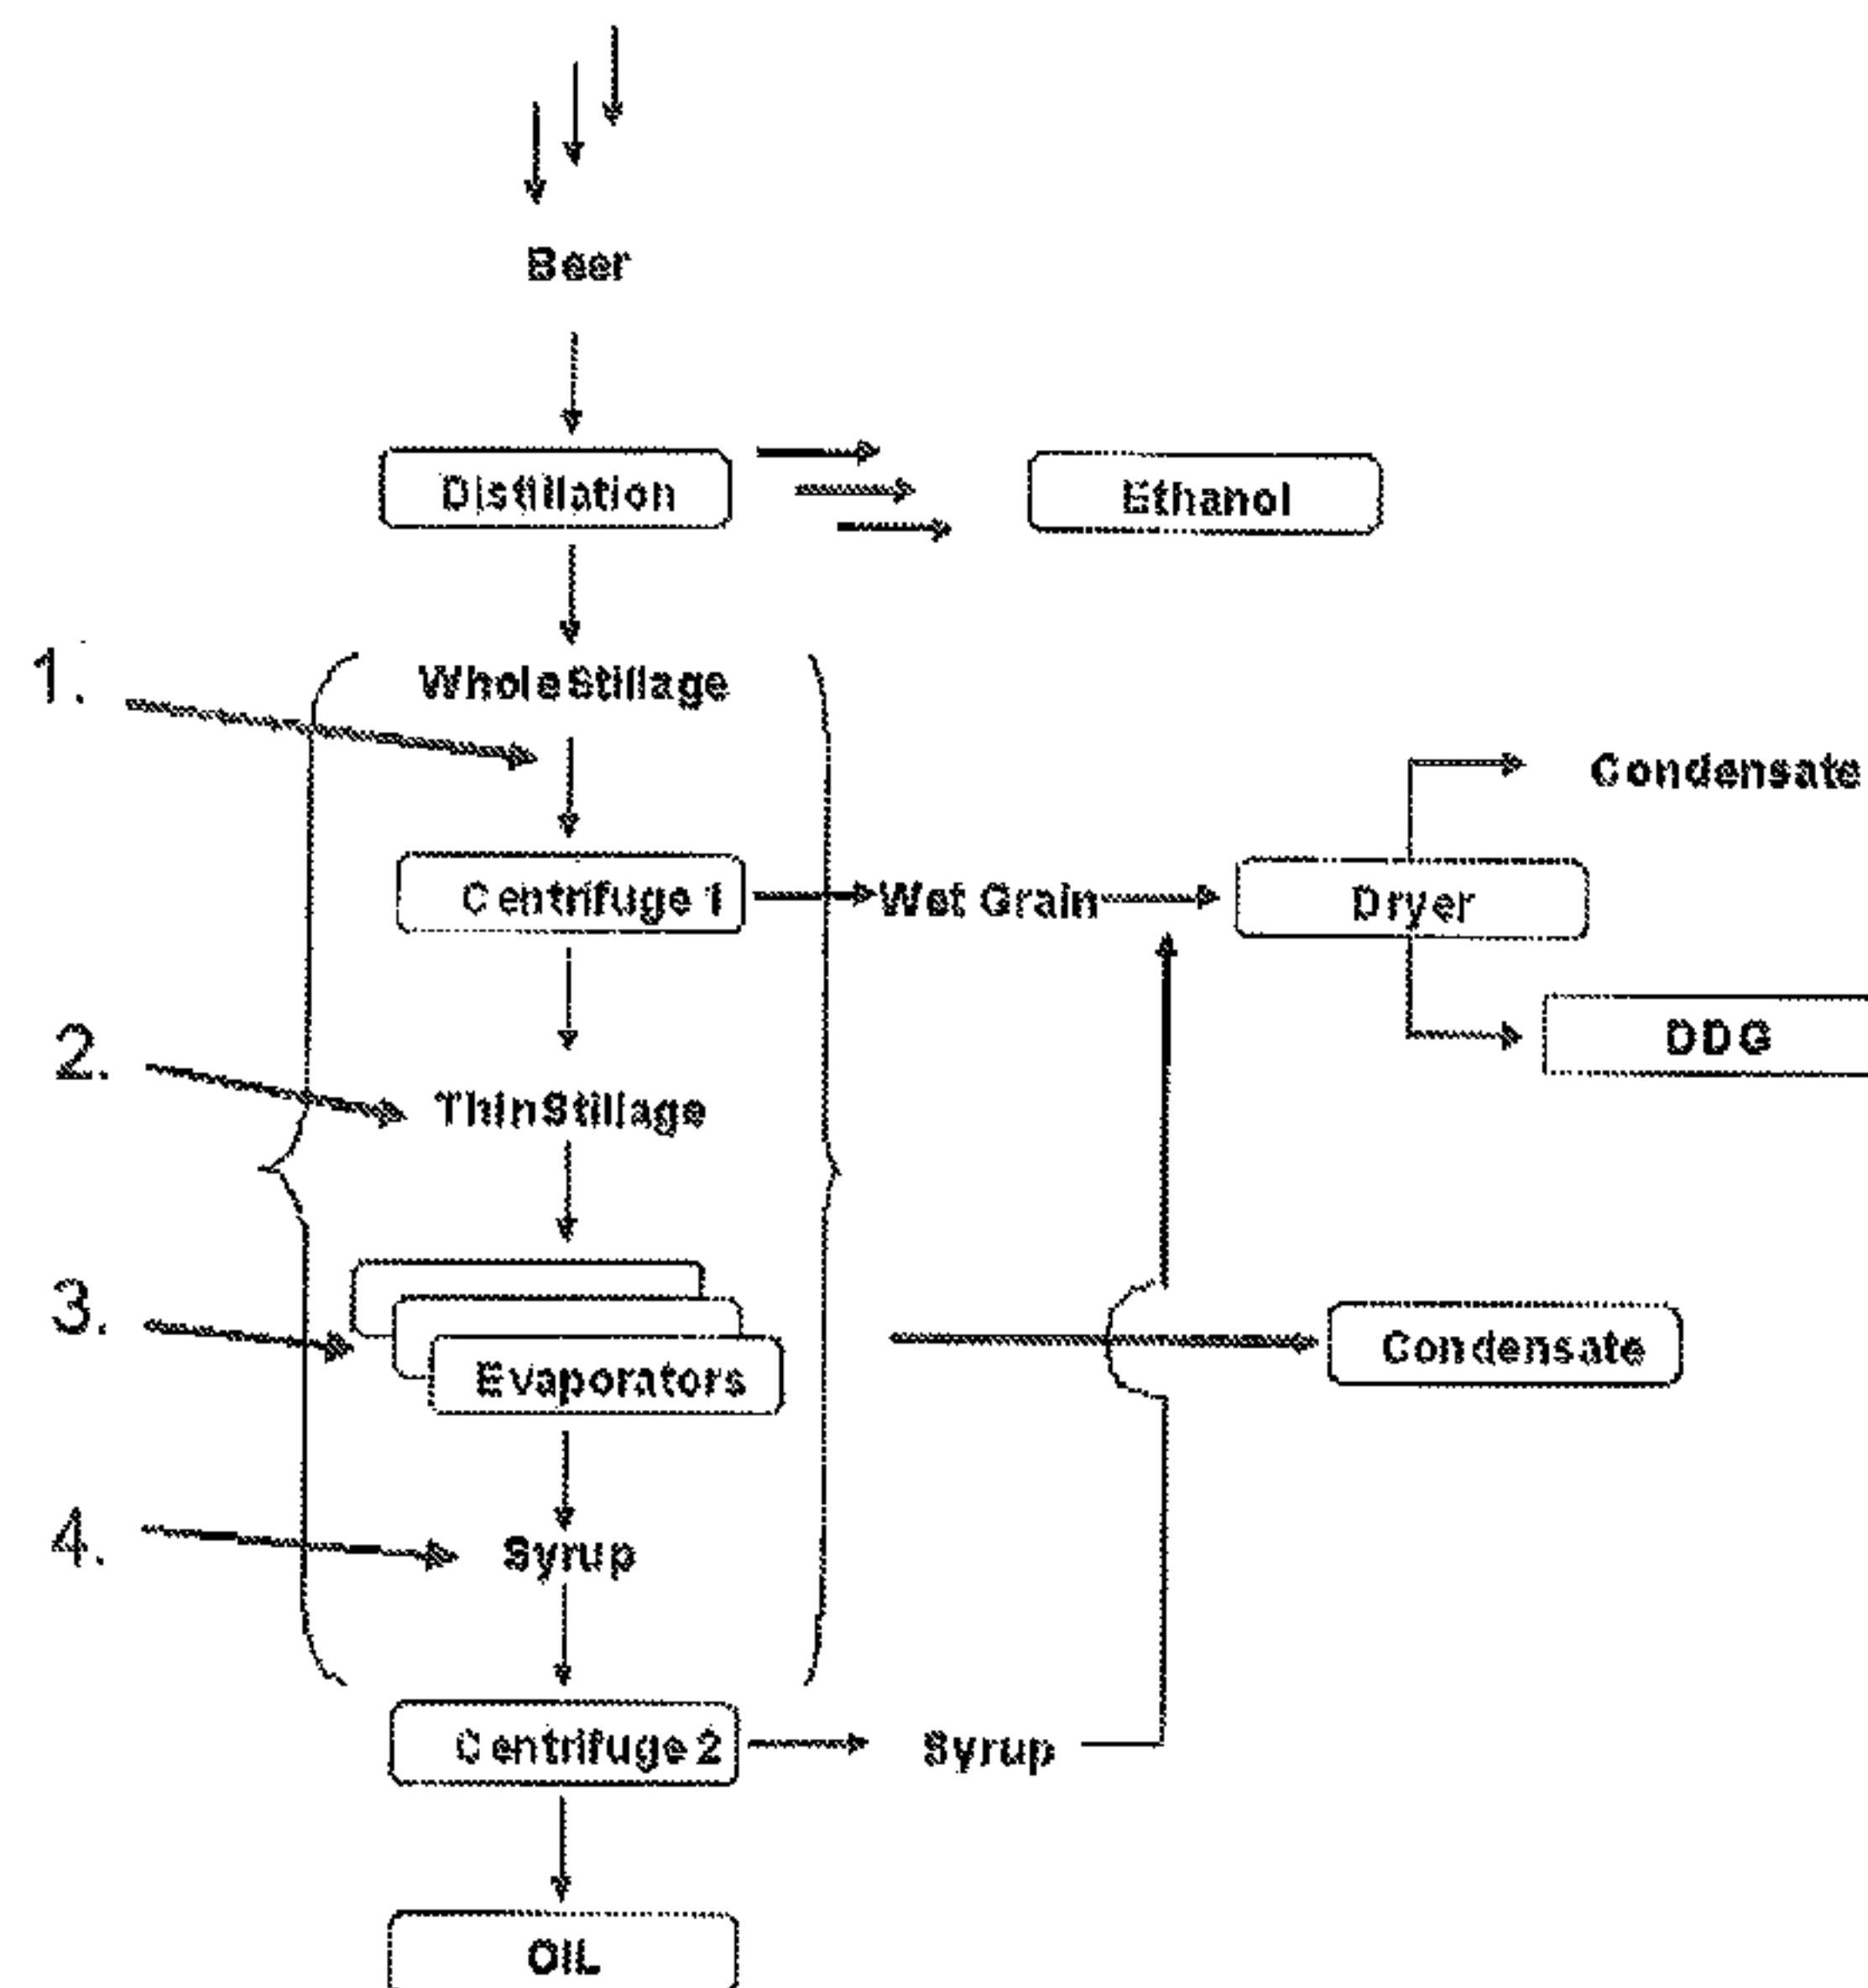 Beer
Distillation
Ethanol
1.
Whole Stillage
Condensate
Centrifuge 1
Wet Grain
Dryer
DDG
2.
Thin Stillage
3.
Evaporators
Condensate
4.
Syrup
Centrifuge 2
Syrup
OIL